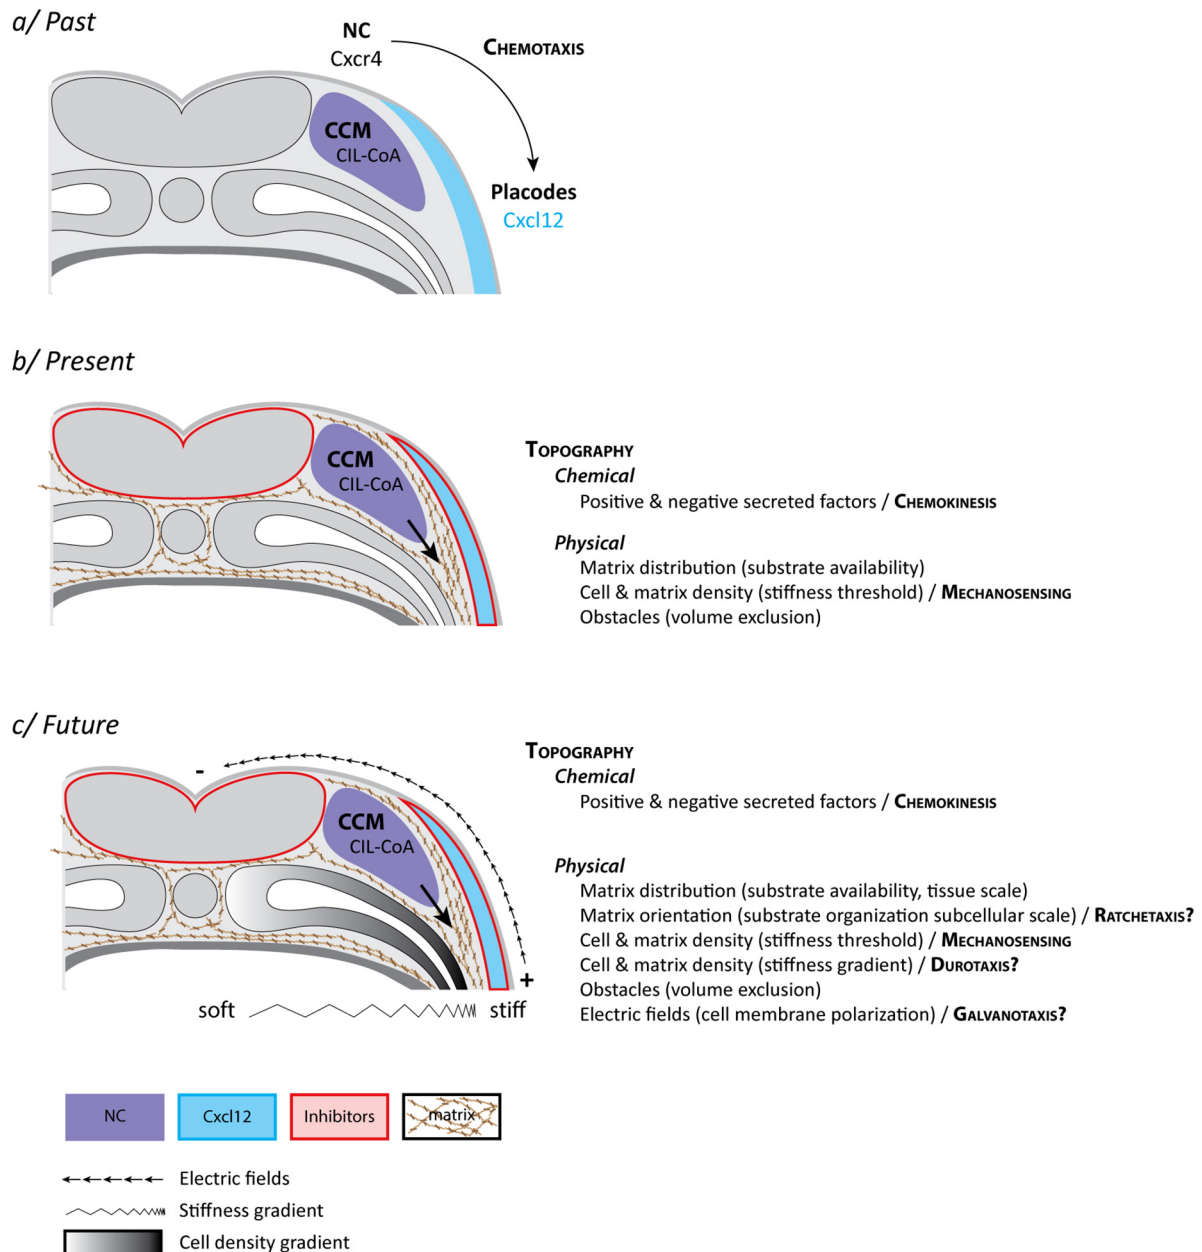 a/ Past
NC
Cxcr4
CHEMOTAXIS
CCM
CIL-CoA
Placodes
Cxcl12
b/ Present
CCM
CIL-CoA
TOPOGRAPHY
Chemical
Positive & negative secreted factors / CHEMOKINESIS
Physical
Matrix distribution (substrate availability)
Cell & matrix density (stiffness threshold) / MECHANOSENSING
Obstacles (volume exclusion)
c/ Future
-
CCM
CIL-CoA
+
soft
stiff
TOPOGRAPHY
Chemical
Positive & negative secreted factors / CHEMOKINESIS
Physical
Matrix distribution (substrate availability, tissue scale)
Matrix orientation (substrate organization subcellular scale) / RATCHETAXIS?
Cell & matrix density (stiffness threshold) / MECHANOSENSING
Cell & matrix density (stiffness gradient) / DUROTAXIS?
Obstacles (volume exclusion)
Electric fields (cell membrane polarization) / GALVANOTAXIS?
NC
Cxcl12
Inhibitors
matrix
Electric fields
Stiffness gradient
Cell density gradient